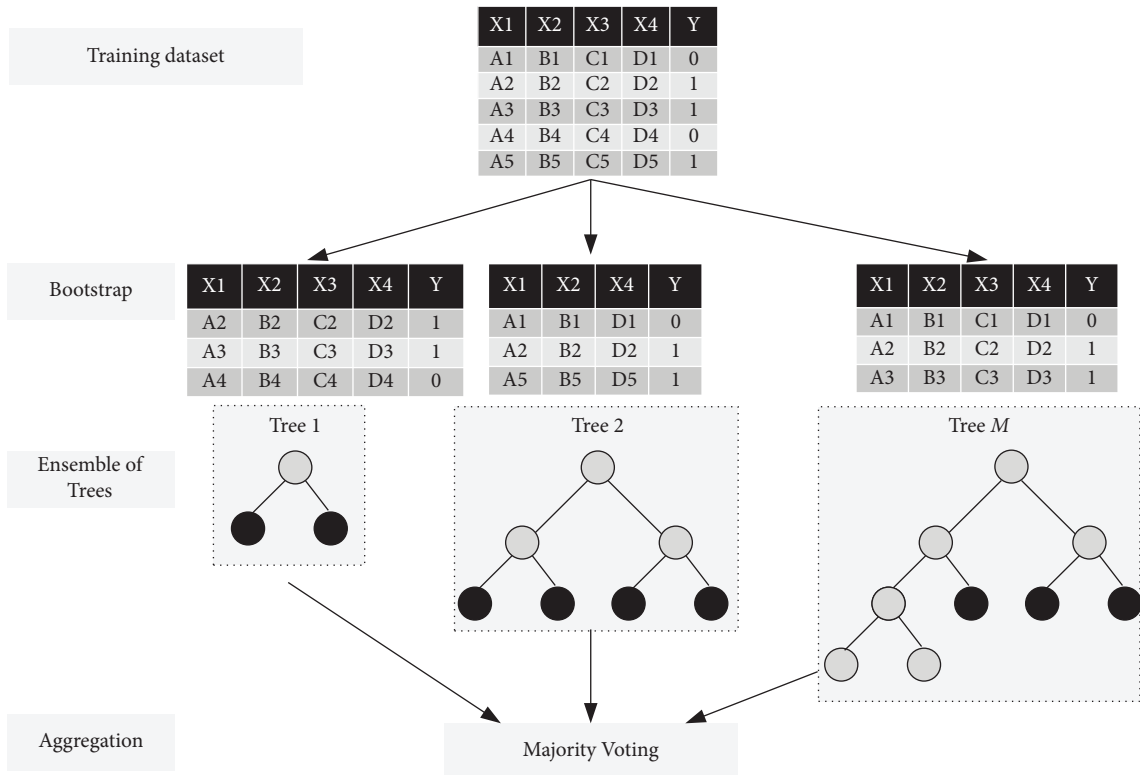 Training dataset
X1 X2 X3 X4 Y
A1 B1 C1 D1 0
A2 B2 C2 D2 1
A3 B3 C3 D3 1
A4 B4 C4 D4 0
A5 B5 C5 D5 1
Bootstrap
X1 X2 X3 X4 Y
A2 B2 C2 D2 1
A3 B3 C3 D3 1
A4 B4 C4 D4 0
X1 X2 X4 Y
A1 B1 D1 0
A2 B2 D2 1
A5 B5 D5 1
X1 X2 X3 X4 Y
A1 B1 C1 D1 0
A2 B2 C2 D2 1
A3 B3 C3 D3 1
Ensemble of
Trees
Tree 1
Tree 2
Tree M
Aggregation
Majority Voting